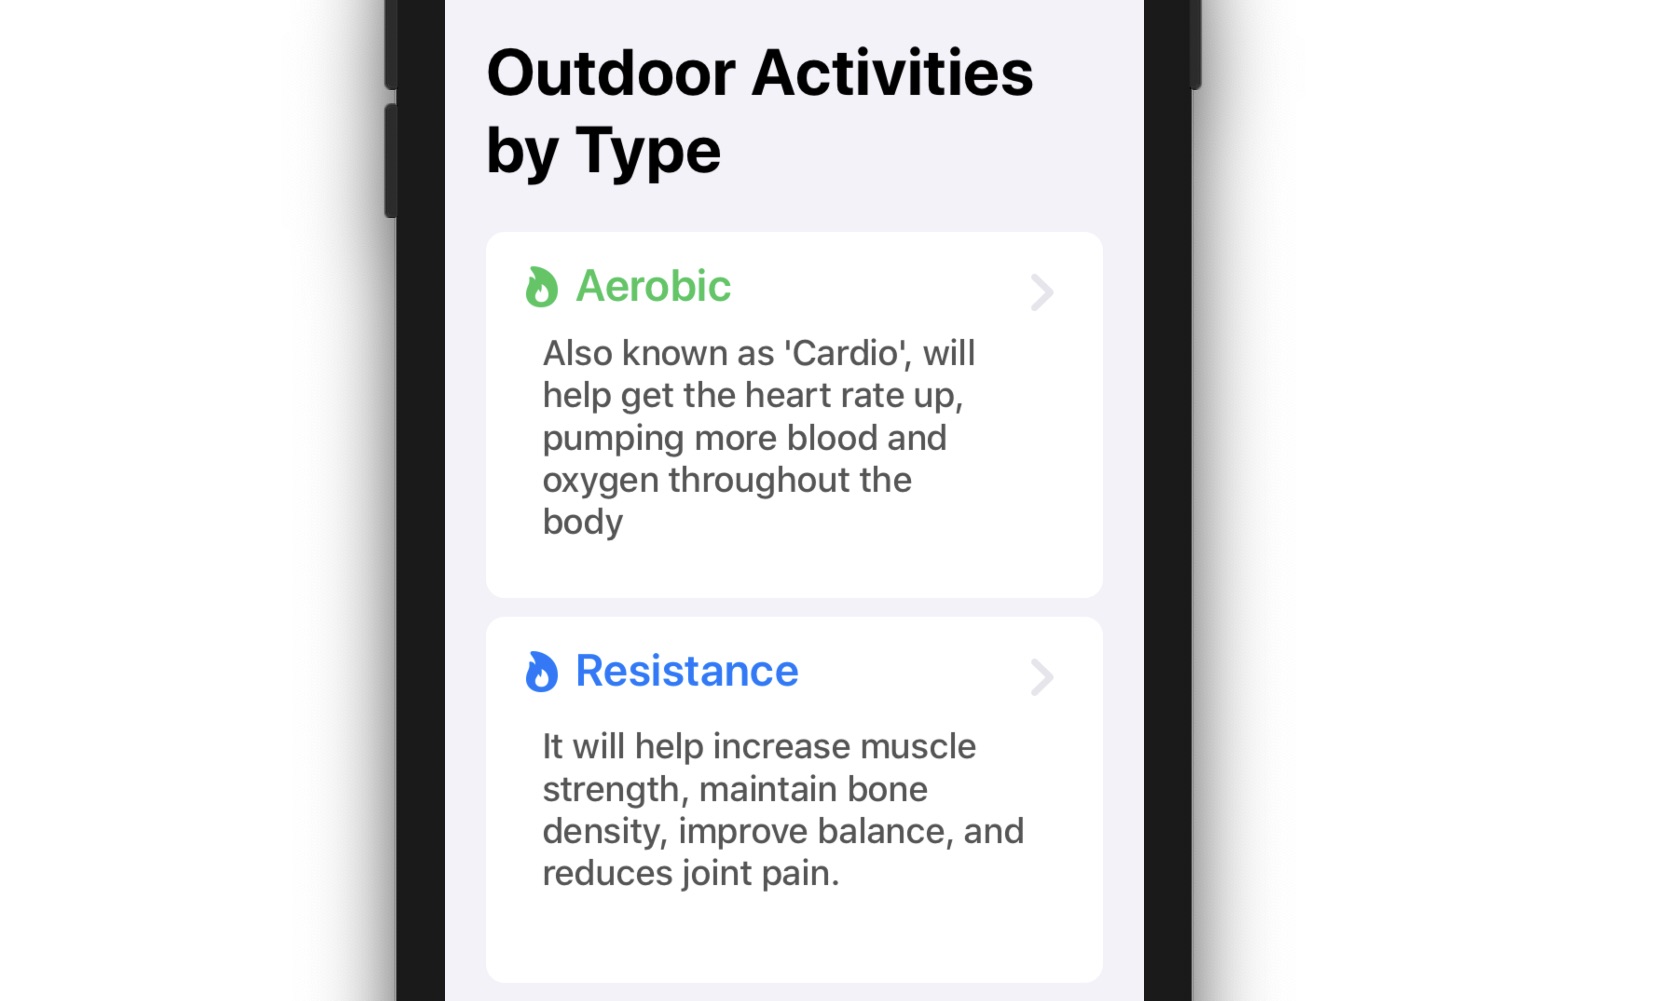 Outdoor Activities
by Type
Aerobic
Also known as 'Cardio', will
help get the heart rate up,
pumping more blood and
oxygen throughout the
body
Resistance
It will help increase muscle
strength, maintain bone
density, improve balance, and
reduces joint pain.